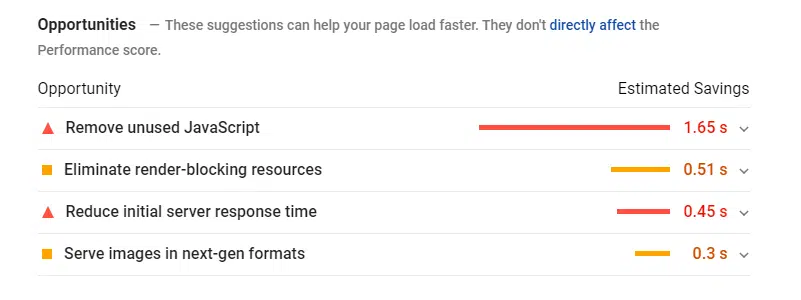 Opportunities — These suggestions can help your page load faster. They don't directly affect the
Performance score.
Opportunity Estimated Savings
Remove unused JavaScript 1.65 s
Eliminate render-blocking resources 0.51 s
Reduce initial server response time 0.45 s
Serve images in next-gen formats 0.3 s